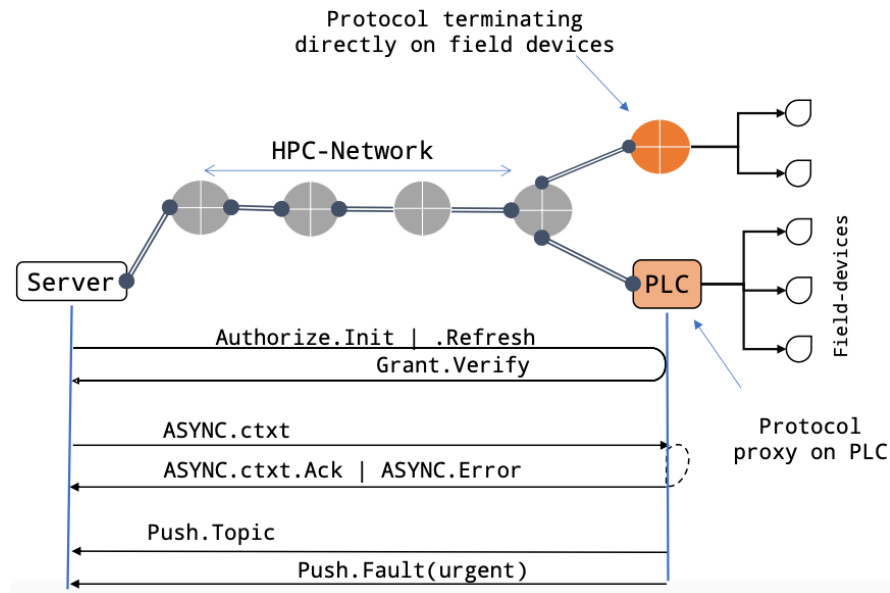 Protocol terminating
directly on field devices
HPC-Network
Server
PLC
Field-devices
Authorize.Init | .Refresh
Grant.Verify
ASYNC.ctxt
Protocol
proxy on PLC
ASYNC.ctxt.Ack | ASYNC.Error
Push.Topic
Push.Fault(urgent)